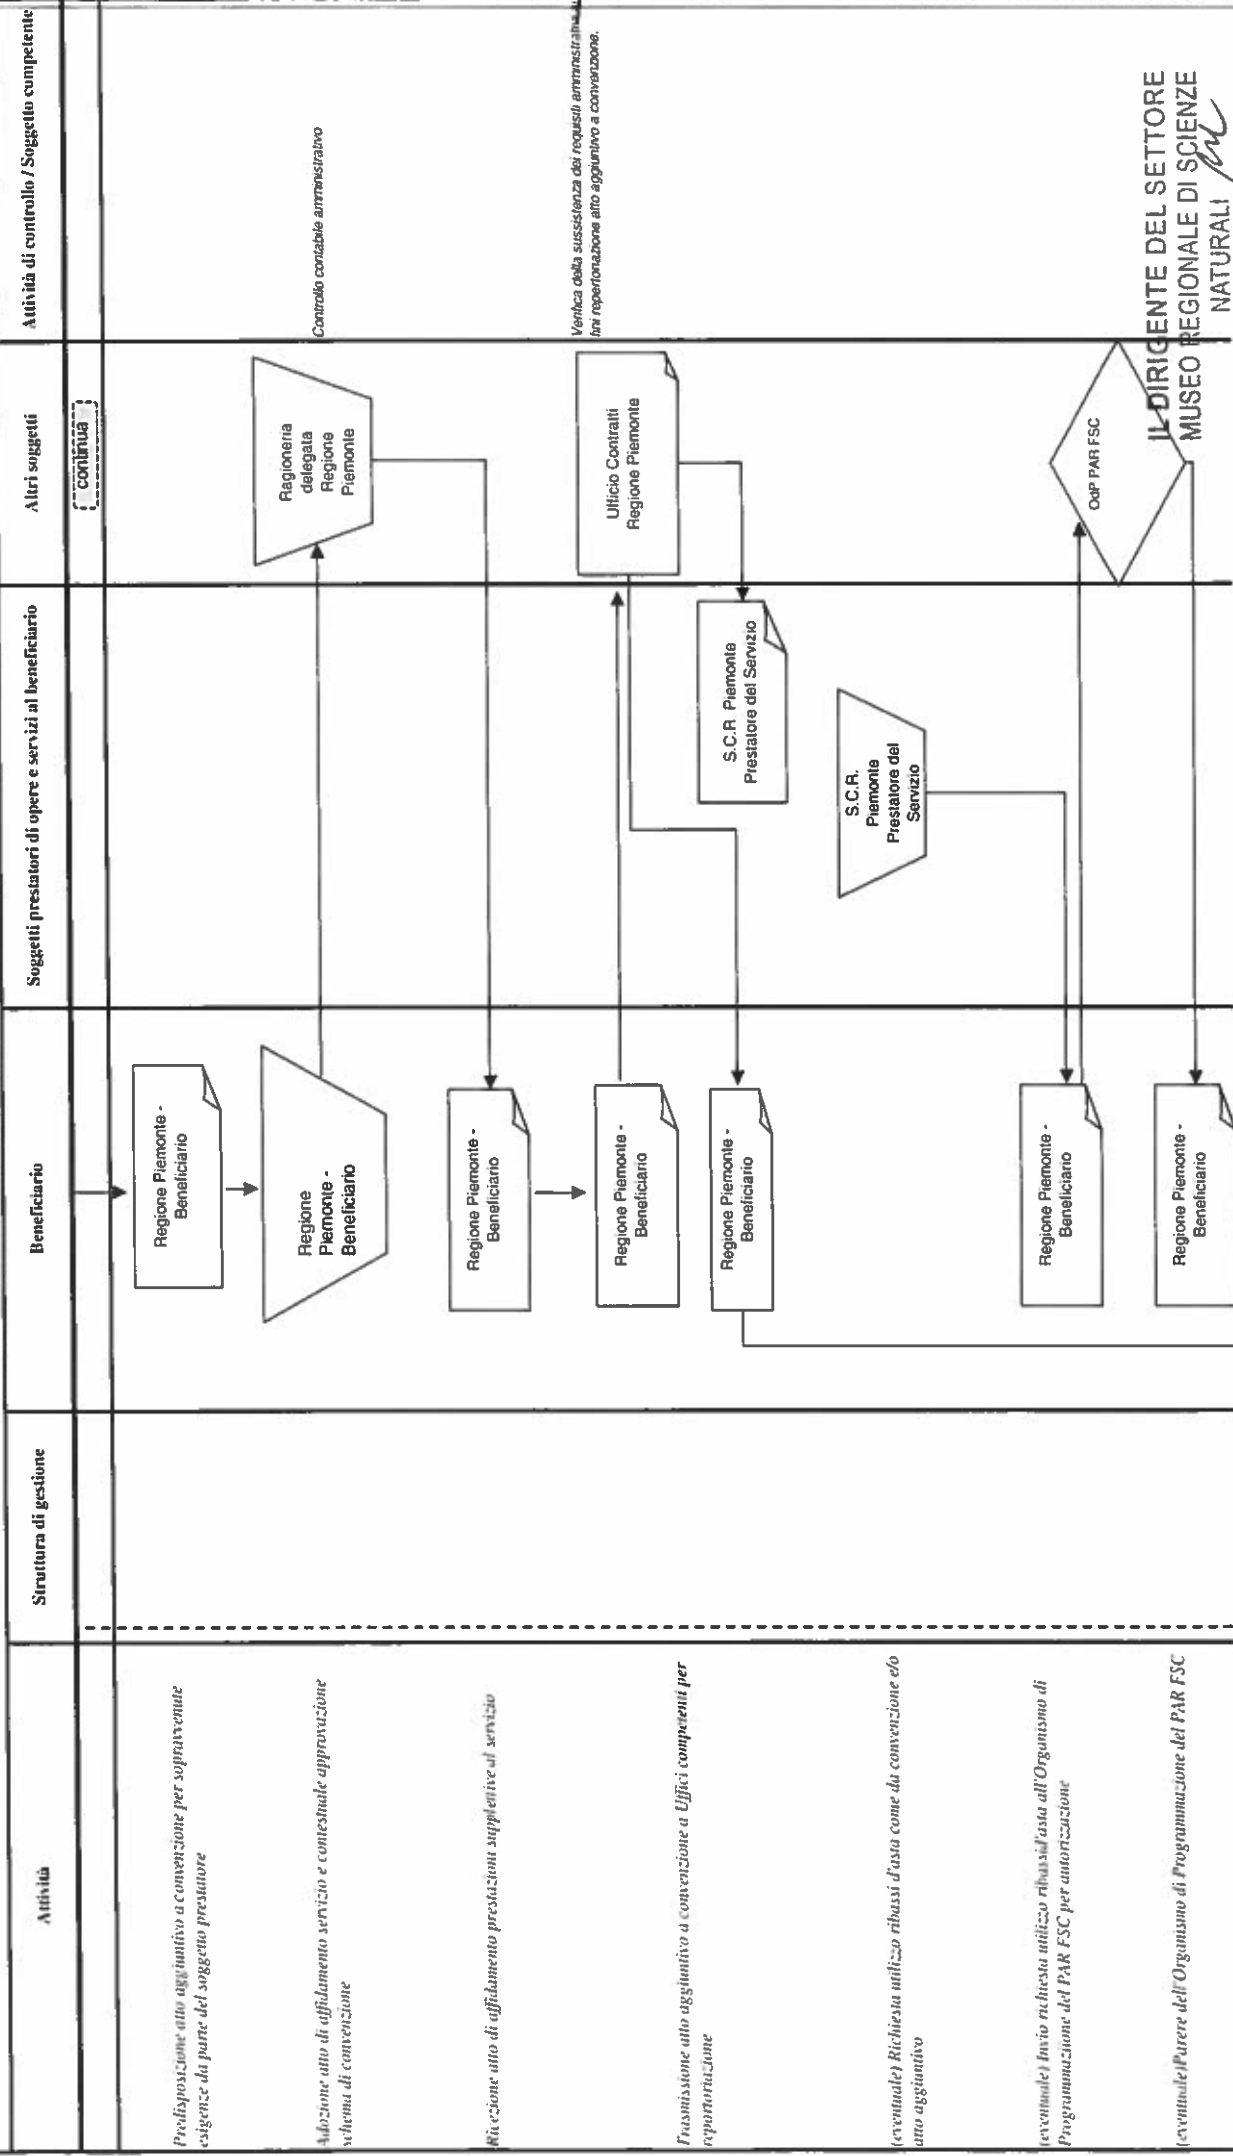 Attività
Struttura di gestione
Beneficiario
Soggetti prestatori di opere e servizi al beneficiario
Altri soggetti
Attività di controllo / Soggetto competente
continua
Predisposizione atto aggiuntivo a convenzione per sopravvenute
esigenze da parte del soggetto prestatore
Regione Piemonte -
Beneficiario
Adozione atto di affidamento servizio e contestuale approvazione
schema di convenzione
Regione
Piemonte -
Beneficiario
Ragioneria
delegata
Regione
Piemonte
Controllo contabile amministrativo
Ricezione atto di affidamento prestazioni suppletive al servizio
Regione Piemonte -
Beneficiario
Trasmissione atto aggiuntivo a convenzione a Uffici competenti per
repertoriazione
Regione Piemonte -
Beneficiario
Ufficio Contratti
Regione Piemonte
Verifica della sussistenza dei requisiti amministrativi
fini repertoriazione atto aggiuntivo a convenzione.
Regione Piemonte -
Beneficiario
S.C.R. Piemonte
Prestatore del Servizio
(eventuale) Richiesta utilizzo ribassi d'asta come da convenzione e/o
atto aggiuntivo
S.C.R.
Piemonte
Prestatore del
Servizio
(eventuale) Invio richiesta utilizzo ribassi d'asta all'Organismo di
Programmazione del PAR FSC per autorizzazione
Regione Piemonte -
Beneficiario
OdP PAR FSC
(eventuale)Parere dell'Organismo di Programmazione del PAR FSC
Regione Piemonte -
Beneficiario
IL DIRIGENTE DEL SETTORE
MUSEO REGIONALE DI SCIENZE
NATURALI